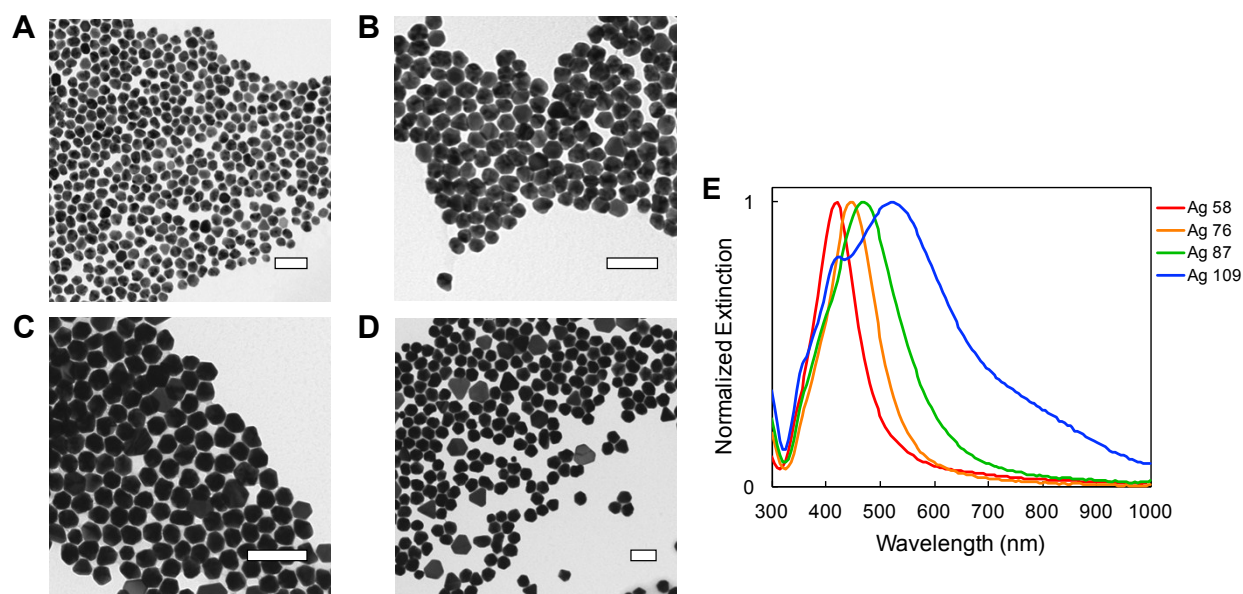 A
B
C
D
E
Ag 58
Ag 76
Ag 87
Ag 109
Normalized Extinction
1
0
300 400 500 600 700 800 900 1000
Wavelength (nm)